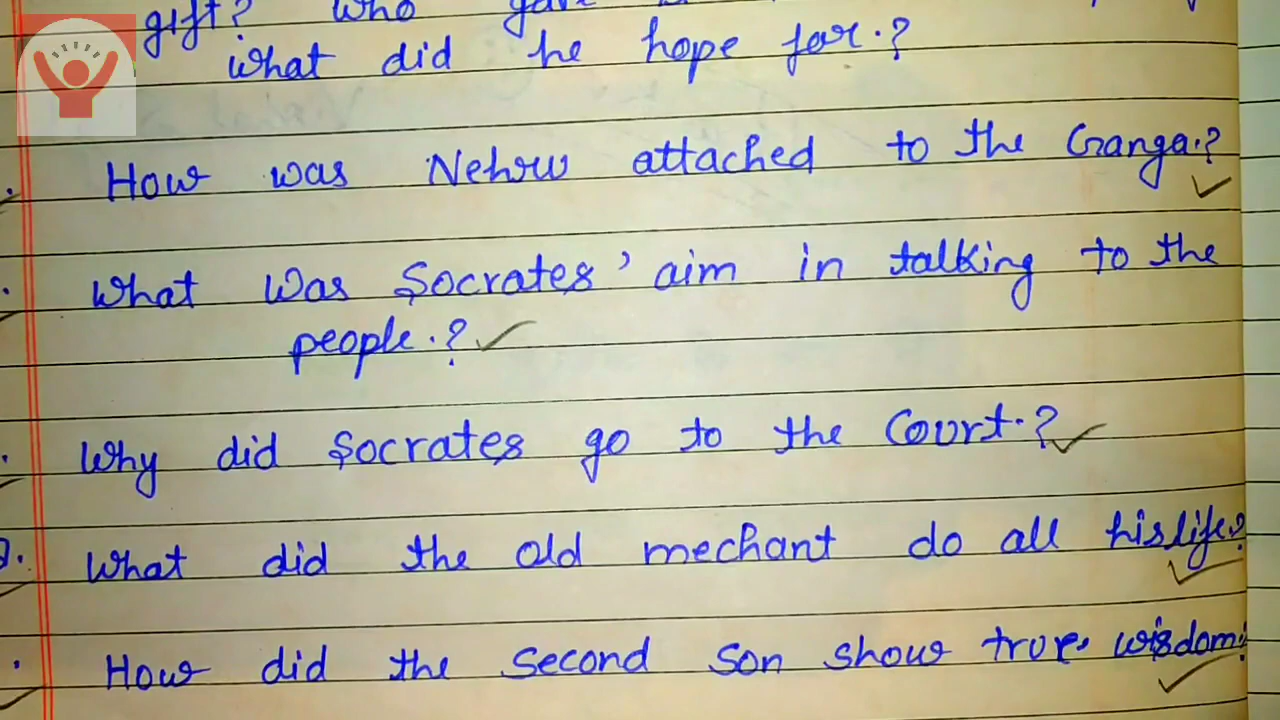 gift? Who
what did he hope for.?
How was Nehru attached to the Ganga.?
What was Socrates' aim in talking to the
people.?
Why did Socrates go to the Court.?
What did the old mechant do all his life.?
How did the second son show true wisdom?